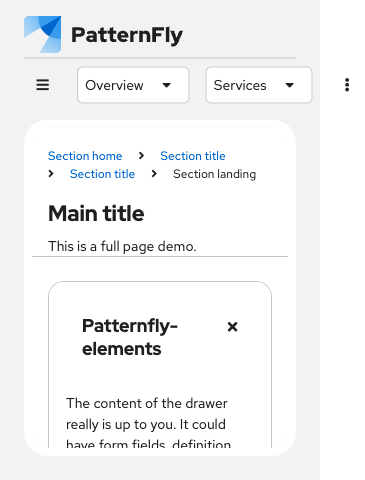 PatternFly
Overview Services
Section home Section title
Section title Section landing
Main title
This is a full page demo.
Patternfly-
elements
The content of the drawer
really is up to you. It could
have form fields, definition